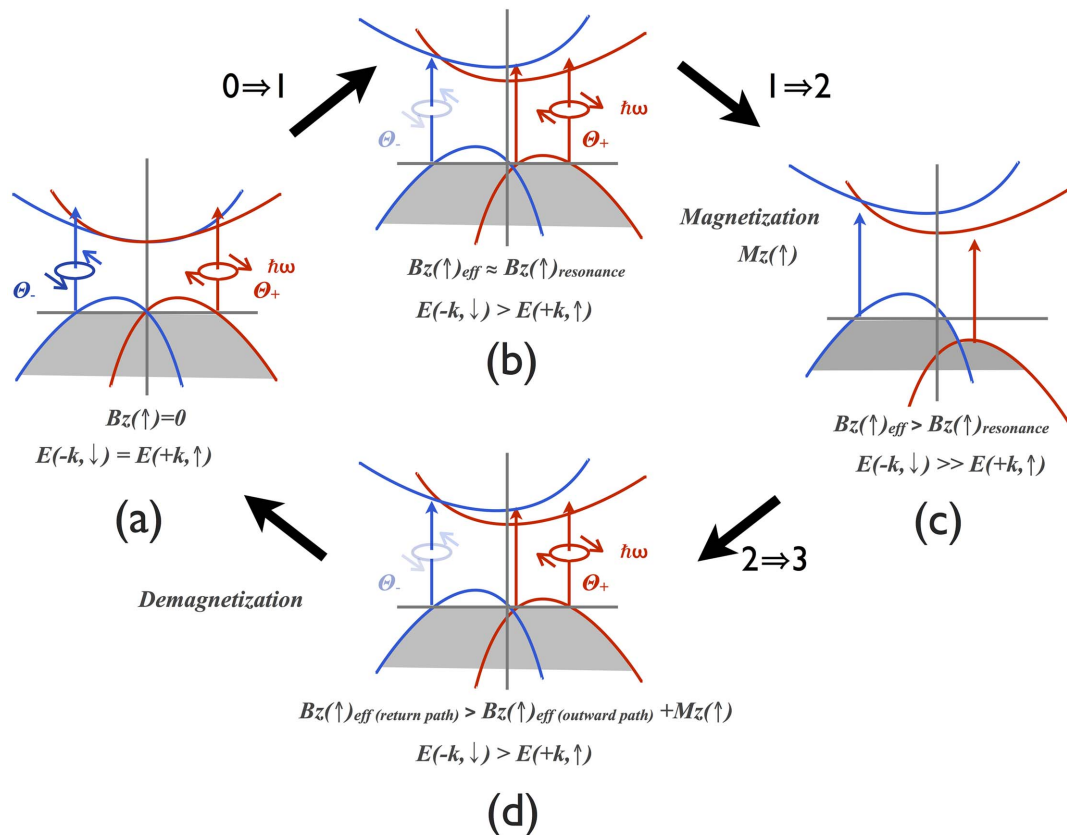 0⇒1
ħω
Θ- Θ+
Bz(↑)eff ≈ Bz(↑)resonance
E(-k,↓) > E(+k,↑)
(b)
1⇒2
Magnetization
Mz(↑)
ħω
Θ- Θ+
Bz(↑)=0
E(-k,↓) = E(+k,↑)
(a)
Bz(↑)eff > Bz(↑)resonance
E(-k,↓) >> E(+k,↑)
(c)
2⇒3
ħω
Θ- Θ+
Demagnetization
Bz(↑)eff (return path) > Bz(↑)eff (outward path) +Mz(↑)
E(-k,↓) > E(+k,↑)
(d)